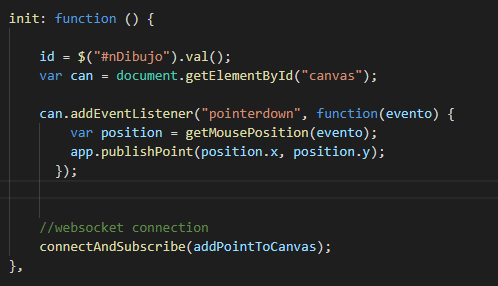 init: function () {
id = $("#nDibujo").val();
var can = document.getElementById("canvas");
can.addEventListener("pointerdown", function(evento) {
var position = getMousePosition(evento);
app.publishPoint(position.x, position.y);
});
//websocket connection
connectAndSubscribe(addPointToCanvas);
},